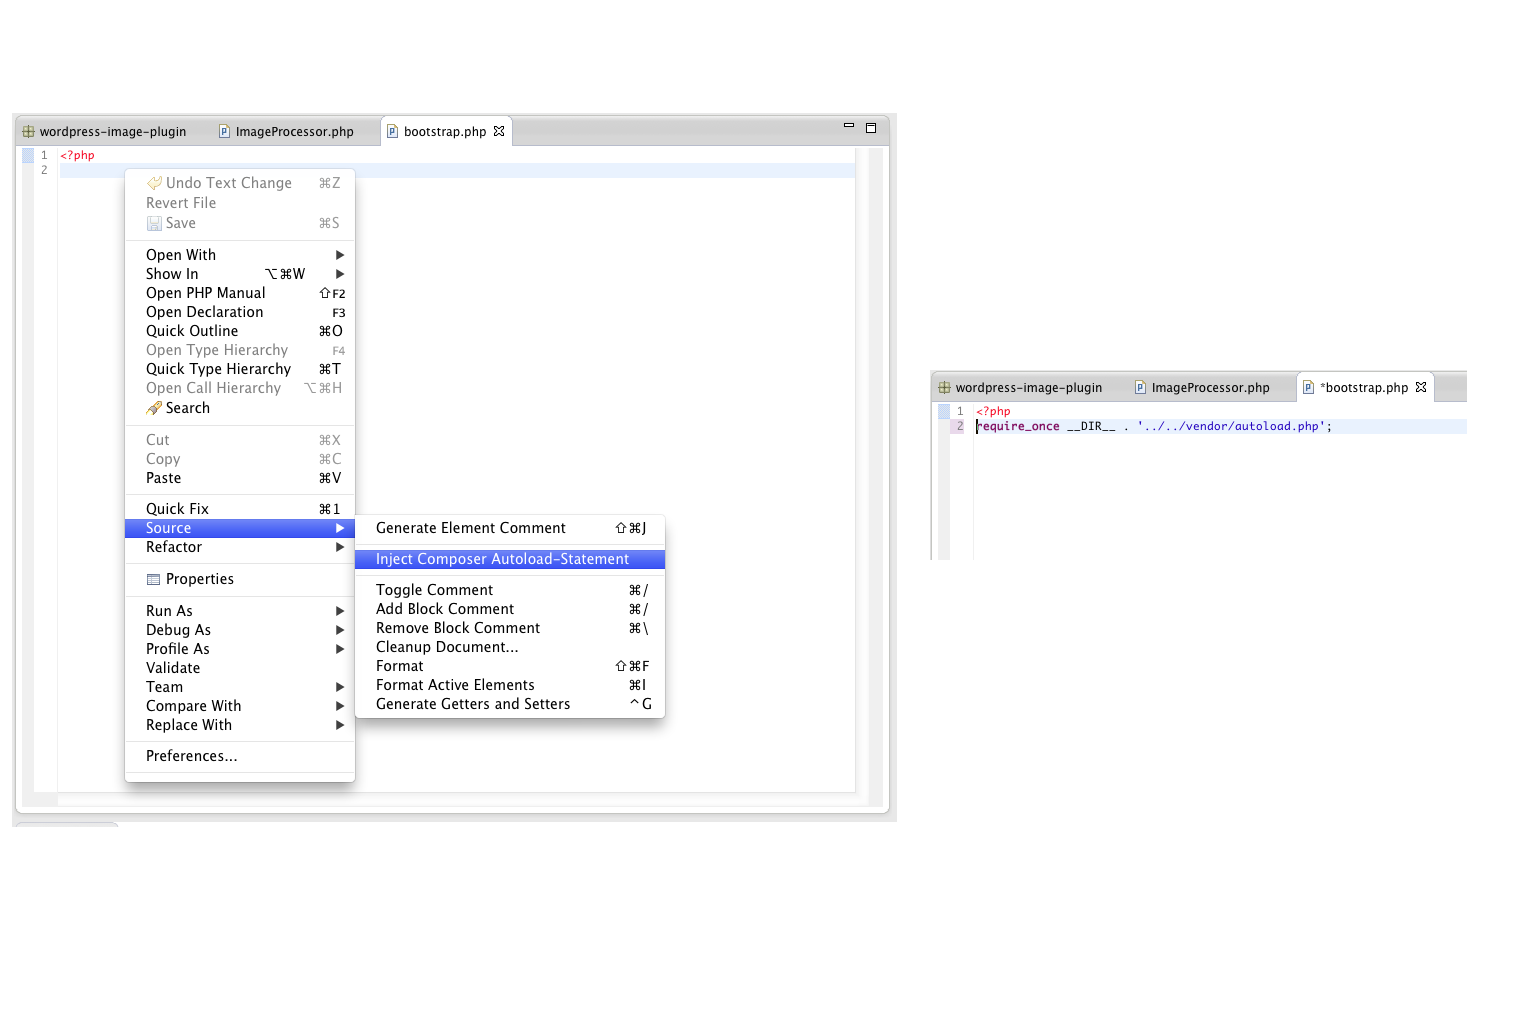 wordpress-image-plugin ImageProcessor.php bootstrap.php
1 <?php
2
Undo Text Change ⌘Z
Revert File
Save ⌘S
Open With
Show In ⌥⌘W
Open PHP Manual ⇧F2
Open Declaration F3
Quick Outline ⌘O
Open Type Hierarchy F4
Quick Type Hierarchy ⌘T
Open Call Hierarchy ⌥⌘H
Search
Cut ⌘X
Copy ⌘C
Paste ⌘V
Quick Fix ⌘1
Source
Refactor
Properties
Run As
Debug As
Profile As
Validate
Team
Compare With
Replace With
Preferences...
Generate Element Comment ⇧⌘J
Inject Composer Autoload-Statement
Toggle Comment ⌘/
Add Block Comment ⌘/
Remove Block Comment ⌘\
Cleanup Document...
Format ⇧⌘F
Format Active Elements ⌘I
Generate Getters and Setters ^G
wordpress-image-plugin ImageProcessor.php *bootstrap.php
1 <?php
2 require_once __DIR__ . '../../vendor/autoload.php';